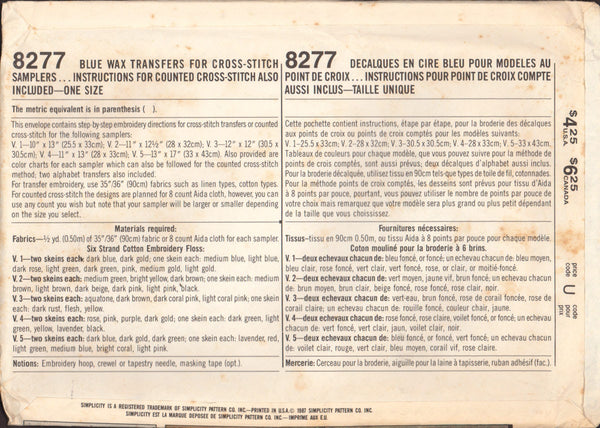 8277 BLUE WAX TRANSFERS FOR CROSS-STITCH
SAMPLERS... INSTRUCTIONS FOR COUNTED CROSS-STITCH ALSO
INCLUDED—ONE SIZE
The metric equivalent is in parenthesis ( ).
This envelope contains step-by-step embroidery directions for cross-stitch transfers or counted
cross-stitch for the following samplers:
V. 1—10" x 13" (25.5 x 33cm); V. 2—11" x 12½" (28 x 32cm); V. 3—12" x 12" (30.5 x
30.5cm); V. 4—11" x 13" (28 x 33cm); V. 5—13" x 17" (33 x 43cm). Also provided are
color charts for each sampler which can also be followed for the counted cross-stitch
method; two alphabet transfers also included.
For transfer embroidery, use 35"/36" (90cm) fabrics such as linen types, cotton types.
For counted cross-stitch the designs are planned for 8 count Aida cloth, however, you can
use any count you wish but note that your sampler will be larger or smaller depending
on the size you select.
Materials required:
Fabrics—½ yd. (0.50m) of 35"/36" (90cm) fabric or 8 count Aida cloth for each sampler.
Six Strand Cotton Embroidery Floss:
V. 1—two skeins each: dark blue, dark gold; one skein each: medium blue, light blue,
dark rose, light green, dark green, pink, medium gold, light gold.
V. 2—two skeins each: medium green, bright yellow, dark brown; one skein each: medium
brown, light brown, dark beige, dark pink, light pink, black.
V. 3—two skeins each: aquatone, dark brown, dark coral pink, light coral pink; one skein
each: dark rust, flesh, yellow.
V. 4—two skeins each: rose, pink, purple, dark gold; one skein each: dark green, light
green, yellow, lavender, black.
V. 5—two skeins each: dark blue, dark green, dark gold; one skein each: lavender, red,
light green, medium blue, bright coral, light pink.
Notions: Embroidery hoop, crewel or tapestry needle, masking tape (opt.).
8277 DECALQUES EN CIRE BLEU POUR MODELES AU
POINT DE CROIX... INSTRUCTIONS POUR POINT DE CROIX COMPTE
AUSSI INCLUS—TAILLE UNIQUE
Cette pochette contient instructions, étape par étape, pour la broderie des décalques
aux points de croix ou points de croix comptés pour les modèles suivants:
V. 1-25.5 x 33cm; V. 2-28 x 32cm; V. 3-30.5 x 30.5cm; V. 4-28 x 33cm; V. 5-33 x 43cm.
Tableaux de couleurs pour chaque modèle, que vous pouvez suivre pour la méthode de
points de croix comptés, sont aussi prévus; deux décalques d'alphabet aussi inclus.
Pour la broderie décalquée, utilisez tissu en 90cm tels-que types de toile de fil, cotonnades.
Pour la méthode points de croix comptés, les dessins sont prévus pour tissu d'Aida
à 8 points par pouce, pourtant, vous pouvez utiliser le nombre de points par pouce de
votre choix mais remarquez que votre modèle sera plus grand ou plus petit dépendant
de la taille que vous choisissez.
Fournitures nécessaires:
Tissus-tissu en 90cm 0.50m, ou tissu Aida à 8 points par pouce pour chaque modèle.
Coton mouliné pour la broderie à 6 brins.
V. 1—deux echevaux chacun de: bleu foncé, or foncé; un echevau chacun de: bleu moyen,
bleu clair, rose foncé, vert clair, vert foncé, rose, or clair, or moitié-foncé.
V. 2—deux echevaux chacun de: vert moyen, jaune vif, brun foncé; un echevau chacun
de: brun moyen, brun clair, beige foncé, rose foncé, rose clair, noir.
V. 3—deux echevaux chacun de: vert-eau, brun foncé, rose de corail foncée, rose de
corail claire; un echevau chacun de: rouille foncé, couleur chair, jaune.
V. 4—deux echevaux chacun de: rose foncé, rose clair, voilet foncé, or foncé; un echevau
chacun de: vert foncé, vert clair, jaun, voilet clair, noir.
V. 5—deux echevaux chacun de: bleu foncé, vert foncé, or foncé; un echevau chacun
de: voilet clair, rouge, vert clair, bleu moyen, corail vif, rose claire.
Mercerie: Cerceau pour la broderie, aiguille pour la laine à tapisserie, ruban adhésif (fac.).
$4.25 U.S.A.
$6.25 CANADA
price code
U
code pour prix
SIMPLICITY IS A REGISTERED TRADEMARK OF SIMPLICITY PATTERN CO. INC.—PRINTED IN U.S.A.© 1987 SIMPLICITY PATTERN CO. INC.
SIMPLICITY EST LA MARQUE DÉPOSÉE DE SIMPLICITY PATTERN CO. INC.—IMPRIME AUX E.U.